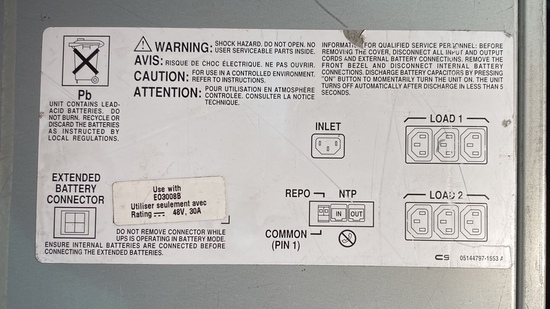 WARNING: SHOCK HAZARD. DO NOT OPEN. NO
USER SERVICEABLE PARTS INSIDE.
AVIS: RISQUE DE CHOC ELECTRIQUE. NE PAS OUVRIR.
CAUTION: FOR USE IN A CONTROLLED ENVIRONMENT.
REFER TO INSTRUCTIONS.
ATTENTION: POUR UTILISATION EN ATMOSPHÈRE
CONTROLEE. CONSULTER LA NOTICE
TECHNIQUE.
INFORMATION FOR QUALIFIED SERVICE PERSONNEL: BEFORE
REMOVING THE COVER, DISCONNECT ALL INPUT AND OUTPUT
CORDS AND EXTERNAL BATTERY CONNECTIONS. REMOVE THE
FRONT BEZEL AND DISCONNECT INTERNAL BATTERY
CONNECTIONS. DISCHARGE BATTERY CAPACITORS BY PRESSING
"ON" BUTTON TO MOMENTARILY TURN THE UNIT ON. THE UNIT
TURNS OFF AUTOMATICALLY AFTER DISCHARGE IN LESS THAN 5
SECONDS.
Pb
UNIT CONTAINS LEAD-
ACID BATTERIES. DO
NOT BURN. RECYCLE OR
DISCARD THE BATTERIES
AS INSTRUCTED BY
LOCAL REGULATIONS.
INLET
LOAD 1
EXTENDED
BATTERY
CONNECTOR
Use with
EO3008B
Utiliser seulement avec
Rating 48V, 30A
REPO
NTP
IN OUT
COMMON
(PIN 1)
LOAD 2
DO NOT REMOVE CONNECTOR WHILE
UPS IS OPERATING IN BATTERY MODE.
ENSURE INTERNAL BATTERIES ARE CONNECTED BEFORE
CONNECTING THE EXTENDED BATTERIES.
CS 05144797-1553 A